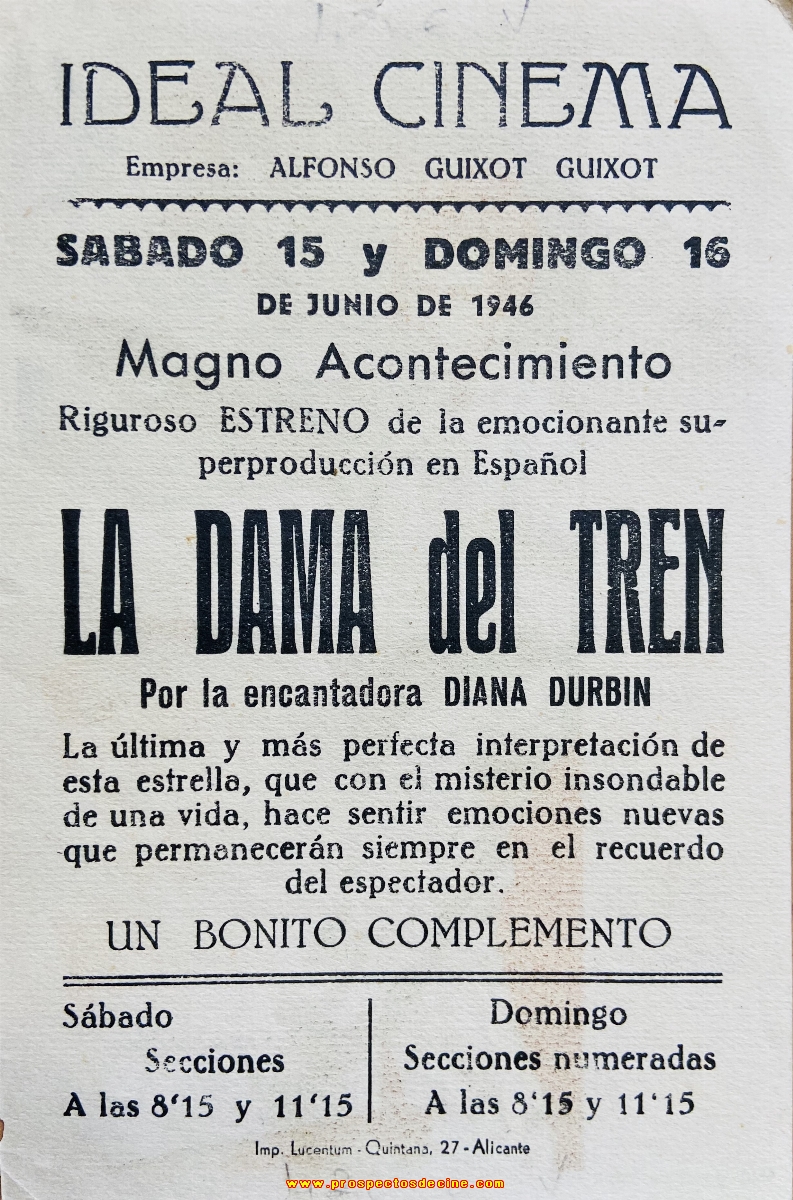 IDEAL CINEMA
Empresa: ALFONSO GUIXOT GUIXOT
SABADO 15 y DOMINGO 16
DE JUNIO DE 1946
Magno Acontecimiento
Riguroso ESTRENO de la emocionante su-
perproducción en Español
LA DAMA del TREN
Por la encantadora DIANA DURBIN
La última y más perfecta interpretación de
esta estrella, que con el misterio insondable
de una vida, hace sentir emociones nuevas
que permanecerán siempre en el recuerdo
del espectador.
UN BONITO COMPLEMENTO
Sábado
Secciones
A las 8'15 y 11'15
Domingo
Secciones numeradas
A las 8'15 y 11'15
Imp. Lucentum - Quintana, 27 - Alicante
www.prospectosdecine.com